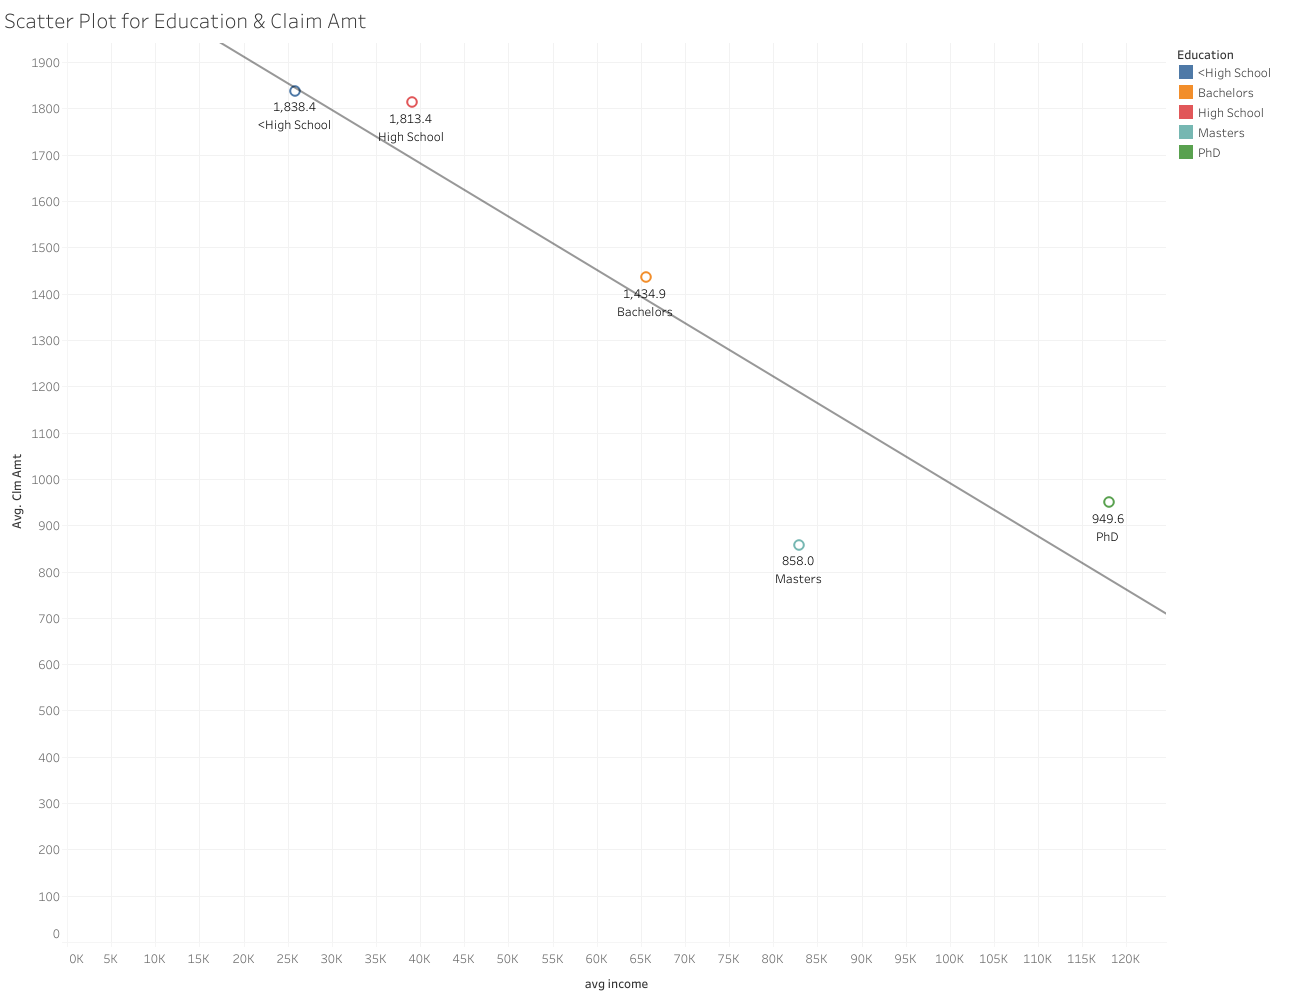 Scatter Plot for Education & Claim Amt
Education
<High School
Bachelors
High School
Masters
PhD
Avg. Clm Amt
1900
1800
1700
1600
1500
1400
1300
1200
1100
1000
900
800
700
600
500
400
300
200
100
0
1,838.4
<High School
1,813.4
High School
1,434.9
Bachelors
858.0
Masters
949.6
PhD
0K 5K 10K 15K 20K 25K 30K 35K 40K 45K 50K 55K 60K 65K 70K 75K 80K 85K 90K 95K 100K 105K 110K 115K 120K
avg income